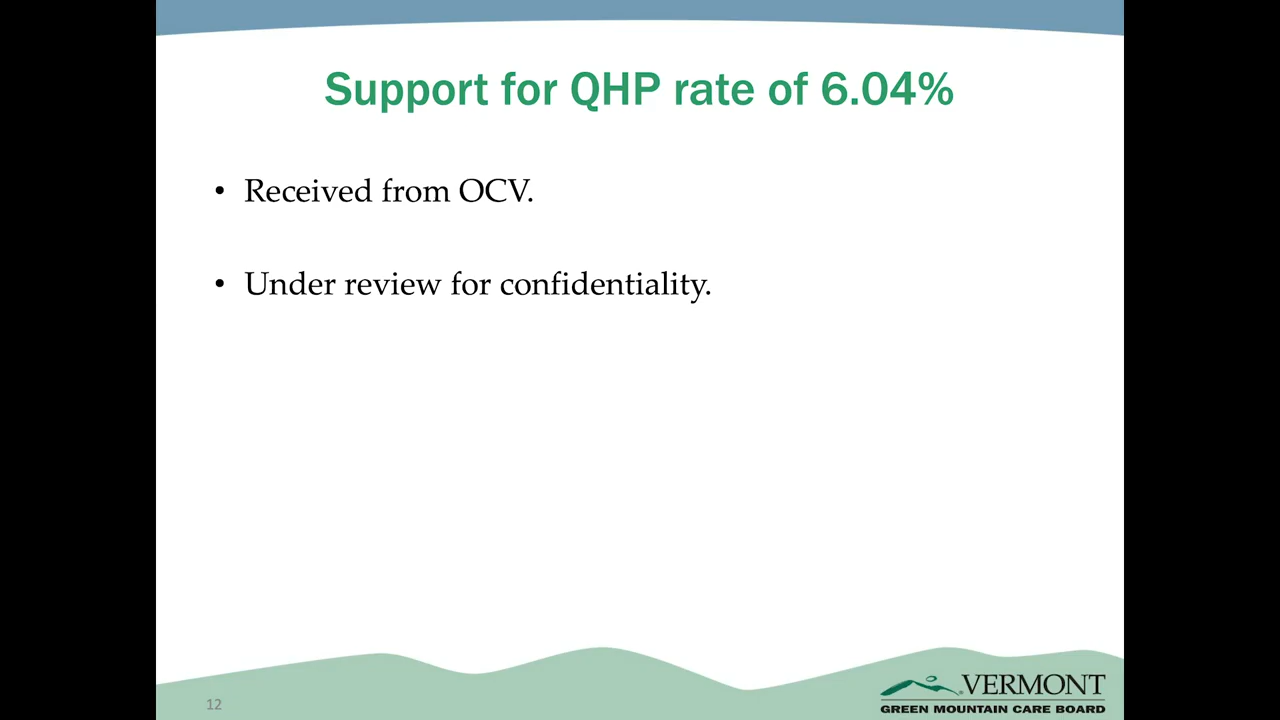 Support for QHP rate of 6.04%
• Received from OCV.
• Under review for confidentiality.
12
VERMONT
GREEN MOUNTAIN CARE BOARD